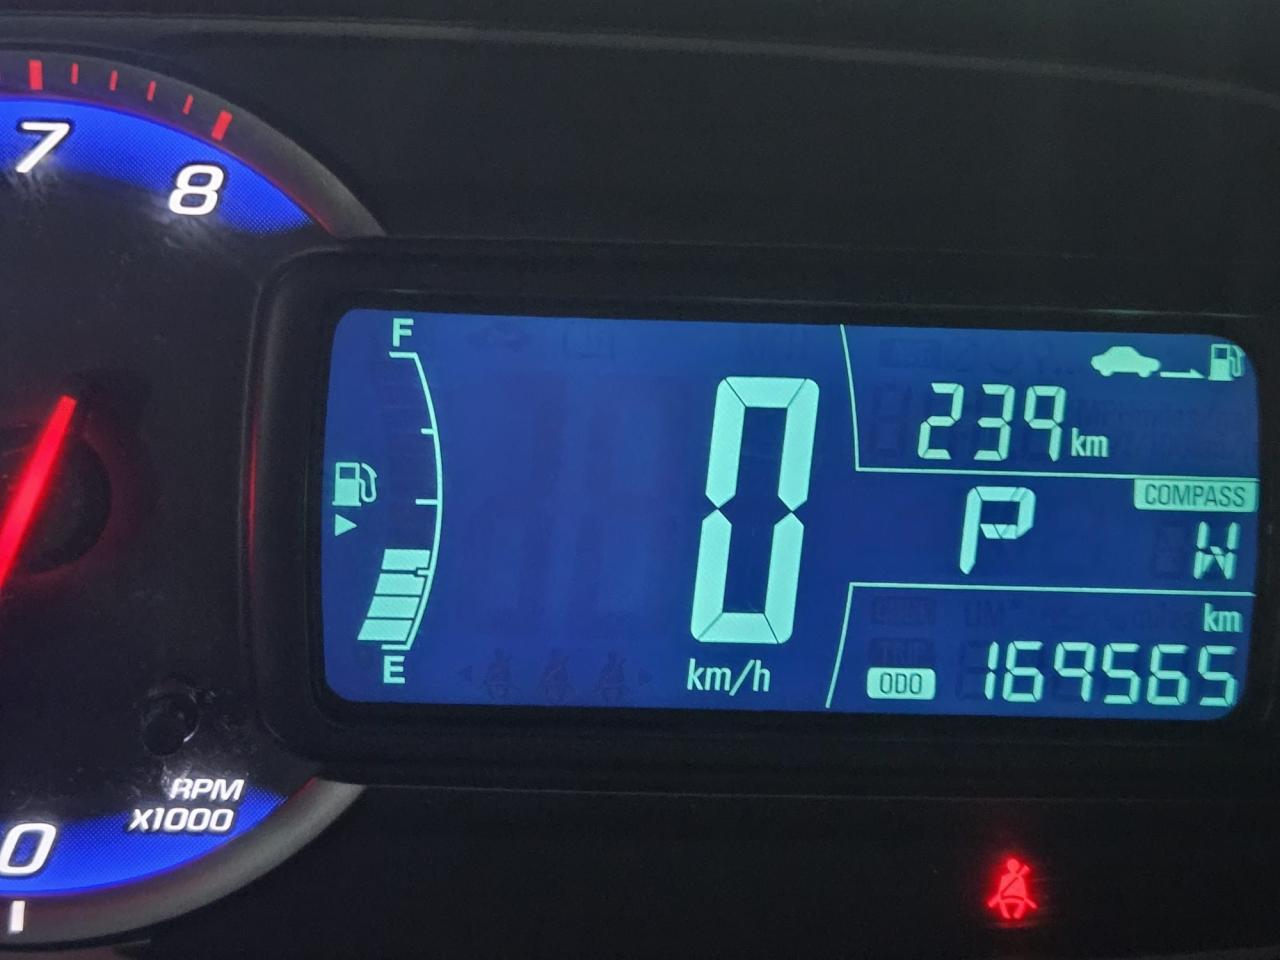 7
8
F
0
239 km
COMPASS
P
W
km
E
km/h
ODO 169565
RPM
X1000
0